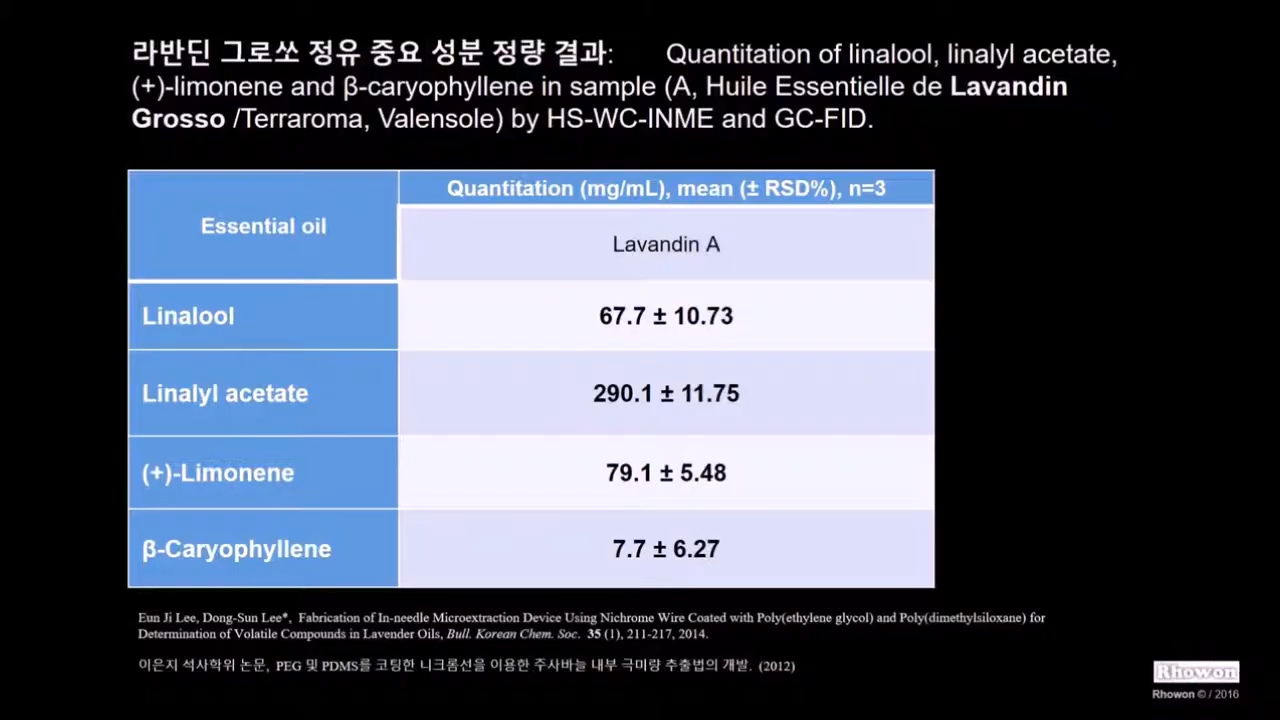 라반딘 그로쏘 정유 중요 성분 정량 결과: Quantitation of linalool, linalyl acetate,
(+)-limonene and β-caryophyllene in sample (A, Huile Essentielle de Lavandin
Grosso /Terraroma, Valensole) by HS-WC-INME and GC-FID.
Essential oil
Quantitation (mg/mL), mean (± RSD%), n=3
Lavandin A
Linalool 67.7 ± 10.73
Linalyl acetate 290.1 ± 11.75
(+)-Limonene 79.1 ± 5.48
β-Caryophyllene 7.7 ± 6.27
Eun Ji Lee, Dong-Sun Lee*, Fabrication of In-needle Microextraction Device Using Nichrome Wire Coated with Poly(ethylene glycol) and Poly(dimethylsiloxane) for
Determination of Volatile Compounds in Lavender Oils, Bull. Korean Chem. Soc. 35 (1), 211-217, 2014.
이은지 석사학위 논문, PEG 및 PDMS를 코팅한 니크롬선을 이용한 주사바늘 내부 극미량 추출법의 개발. (2012)
Rhowon
Rhowon © / 2016